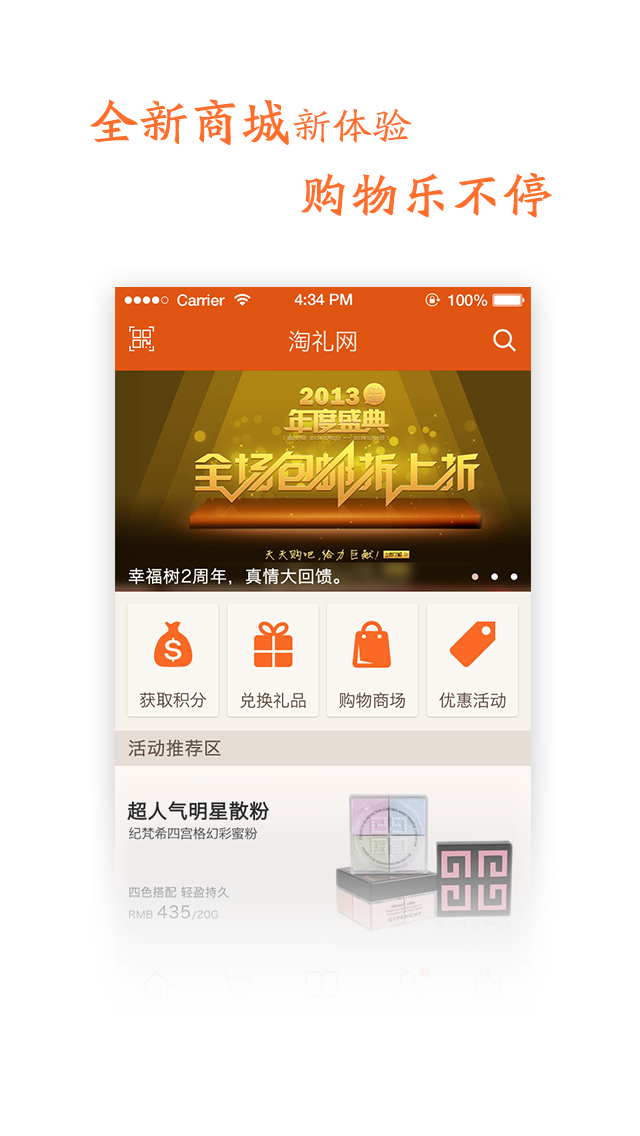 全新商城新体验
购物乐不停
Carrier 4:34 PM 100%
淘礼网
2013
年度盛典
全场包邮折上折
天天购吧,给力巨献!
幸福树2周年，真情大回馈。
获取积分 兑换礼品 购物商场 优惠活动
活动推荐区
超人气明星散粉
纪梵希四宫格幻彩蜜粉
四色搭配 轻盈持久
RMB 435/20G
GIVENCHY